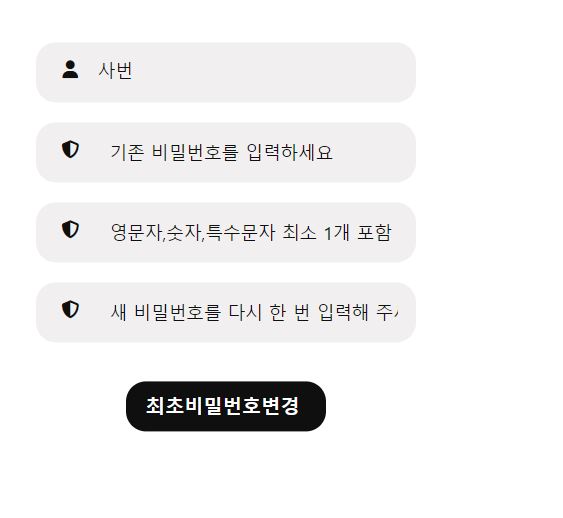 사번
기존 비밀번호를 입력하세요
영문자,숫자,특수문자 최소 1개 포함
새 비밀번호를 다시 한 번 입력해
최초비밀번호변경